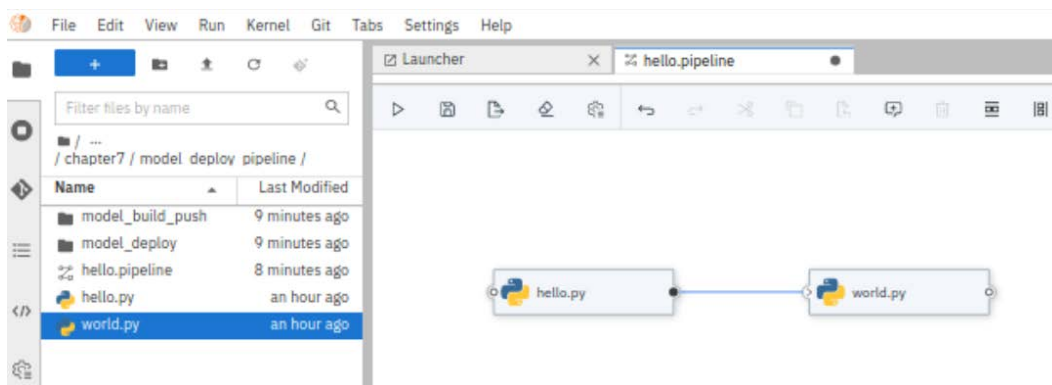 File Edit View Run Kernel Git Tabs Settings Help
Launcher
hello.pipeline
Filter files by name
/ ...
/ chapter7 / model_deploy_pipeline /
Name Last Modified
model_build_push 9 minutes ago
model_deploy 9 minutes ago
hello.pipeline 8 minutes ago
hello.py an hour ago
world.py an hour ago
hello.py
world.py